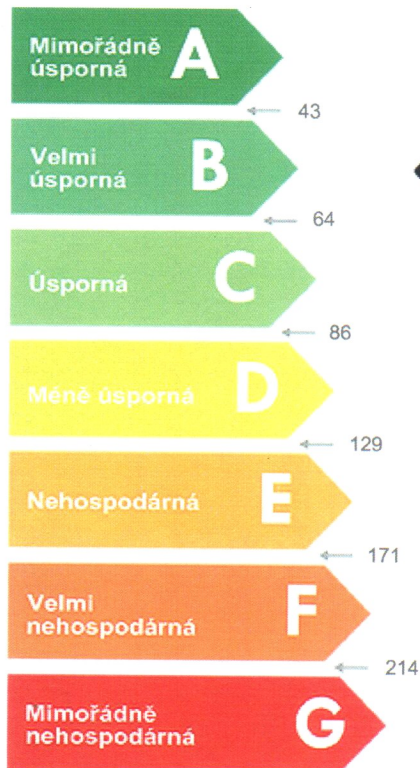 Mimořádně
úsporná
A
43
Velmi
úsporná
B
64
Úsporná
C
86
Méně úsporná
D
129
Nehospodárná
E
171
Velmi
nehospodárná
F
214
Mimořádně
nehospodárná
G